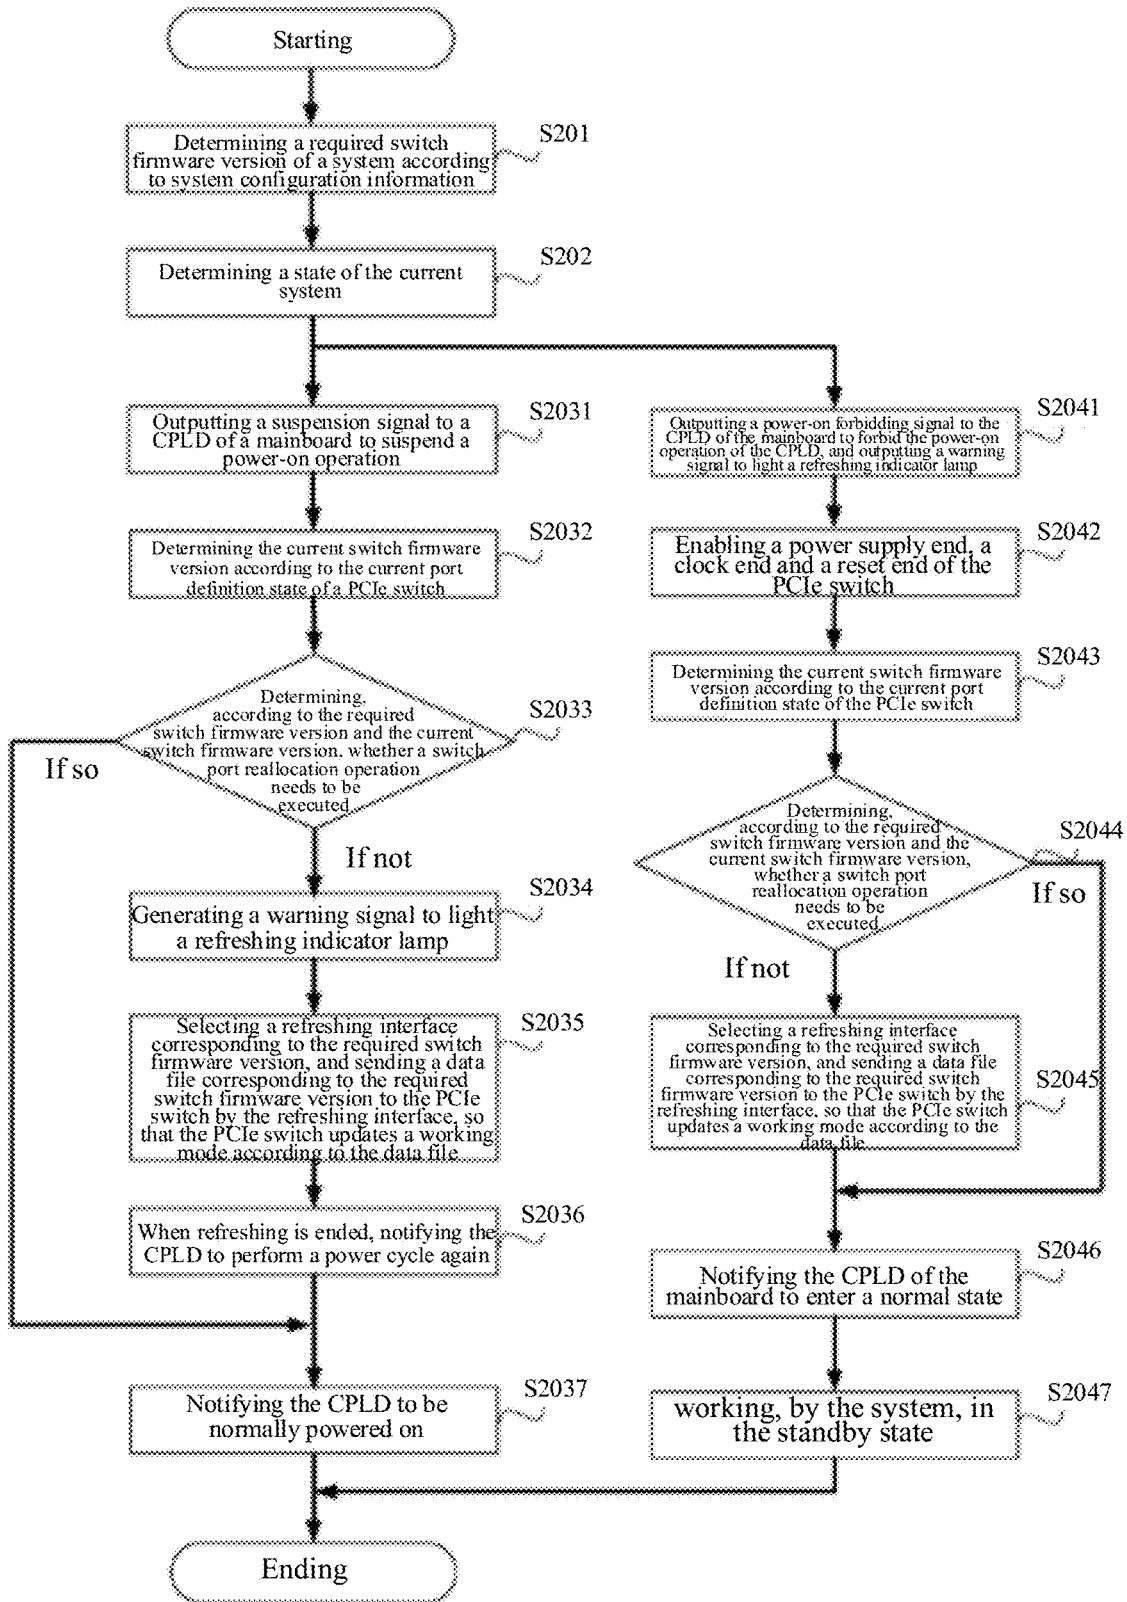 Starting
S201
Determining a required switch
firmware version of a system according
to system configuration information
S202
Determining a state of the current
system
S2031
Outputting a suspension signal to a
CPLD of a mainboard to suspend a
power-on operation
S2032
Determining the current switch firmware
version according to the current port
definition state of a PCIe switch
S2033
Determining,
according to the required
switch firmware version and the current
switch firmware version, whether a switch
port reallocation operation
needs to be
executed
If so
If not
S2034
Generating a warning signal to light
a refreshing indicator lamp
S2035
Selecting a refreshing interface
corresponding to the required switch
firmware version, and sending a data
file corresponding to the required
switch firmware version to the PCIe
switch by the refreshing interface, so
that the PCIe switch updates a working
mode according to the data file
S2036
When refreshing is ended, notifying the
CPLD to perform a power cycle again
S2037
Notifying the CPLD to be
normally powered on
S2041
Outputting a power-on forbidding signal to the
CPLD of the mainboard to forbid the power-on
operation of the CPLD, and outputting a warning
signal to light a refreshing indicator lamp
S2042
Enabling a power supply end, a
clock end and a reset end of the
PCIe switch
S2043
Determining the current switch firmware
version according to the current port
definition state of the PCIe switch
S2044
Determining,
according to the required
switch firmware version and the
current switch firmware version,
whether a switch port
reallocation operation
needs to be
executed
If so
If not
S2045
Selecting a refreshing interface
corresponding to the required switch
firmware version, and sending a data file
corresponding to the required switch
firmware version to the PCIe switch by the
refreshing interface, so that the PCIe switch
updates a working mode according to the
data file
S2046
Notifying the CPLD of the
mainboard to enter a normal state
S2047
working, by the system, in
the standby state
Ending